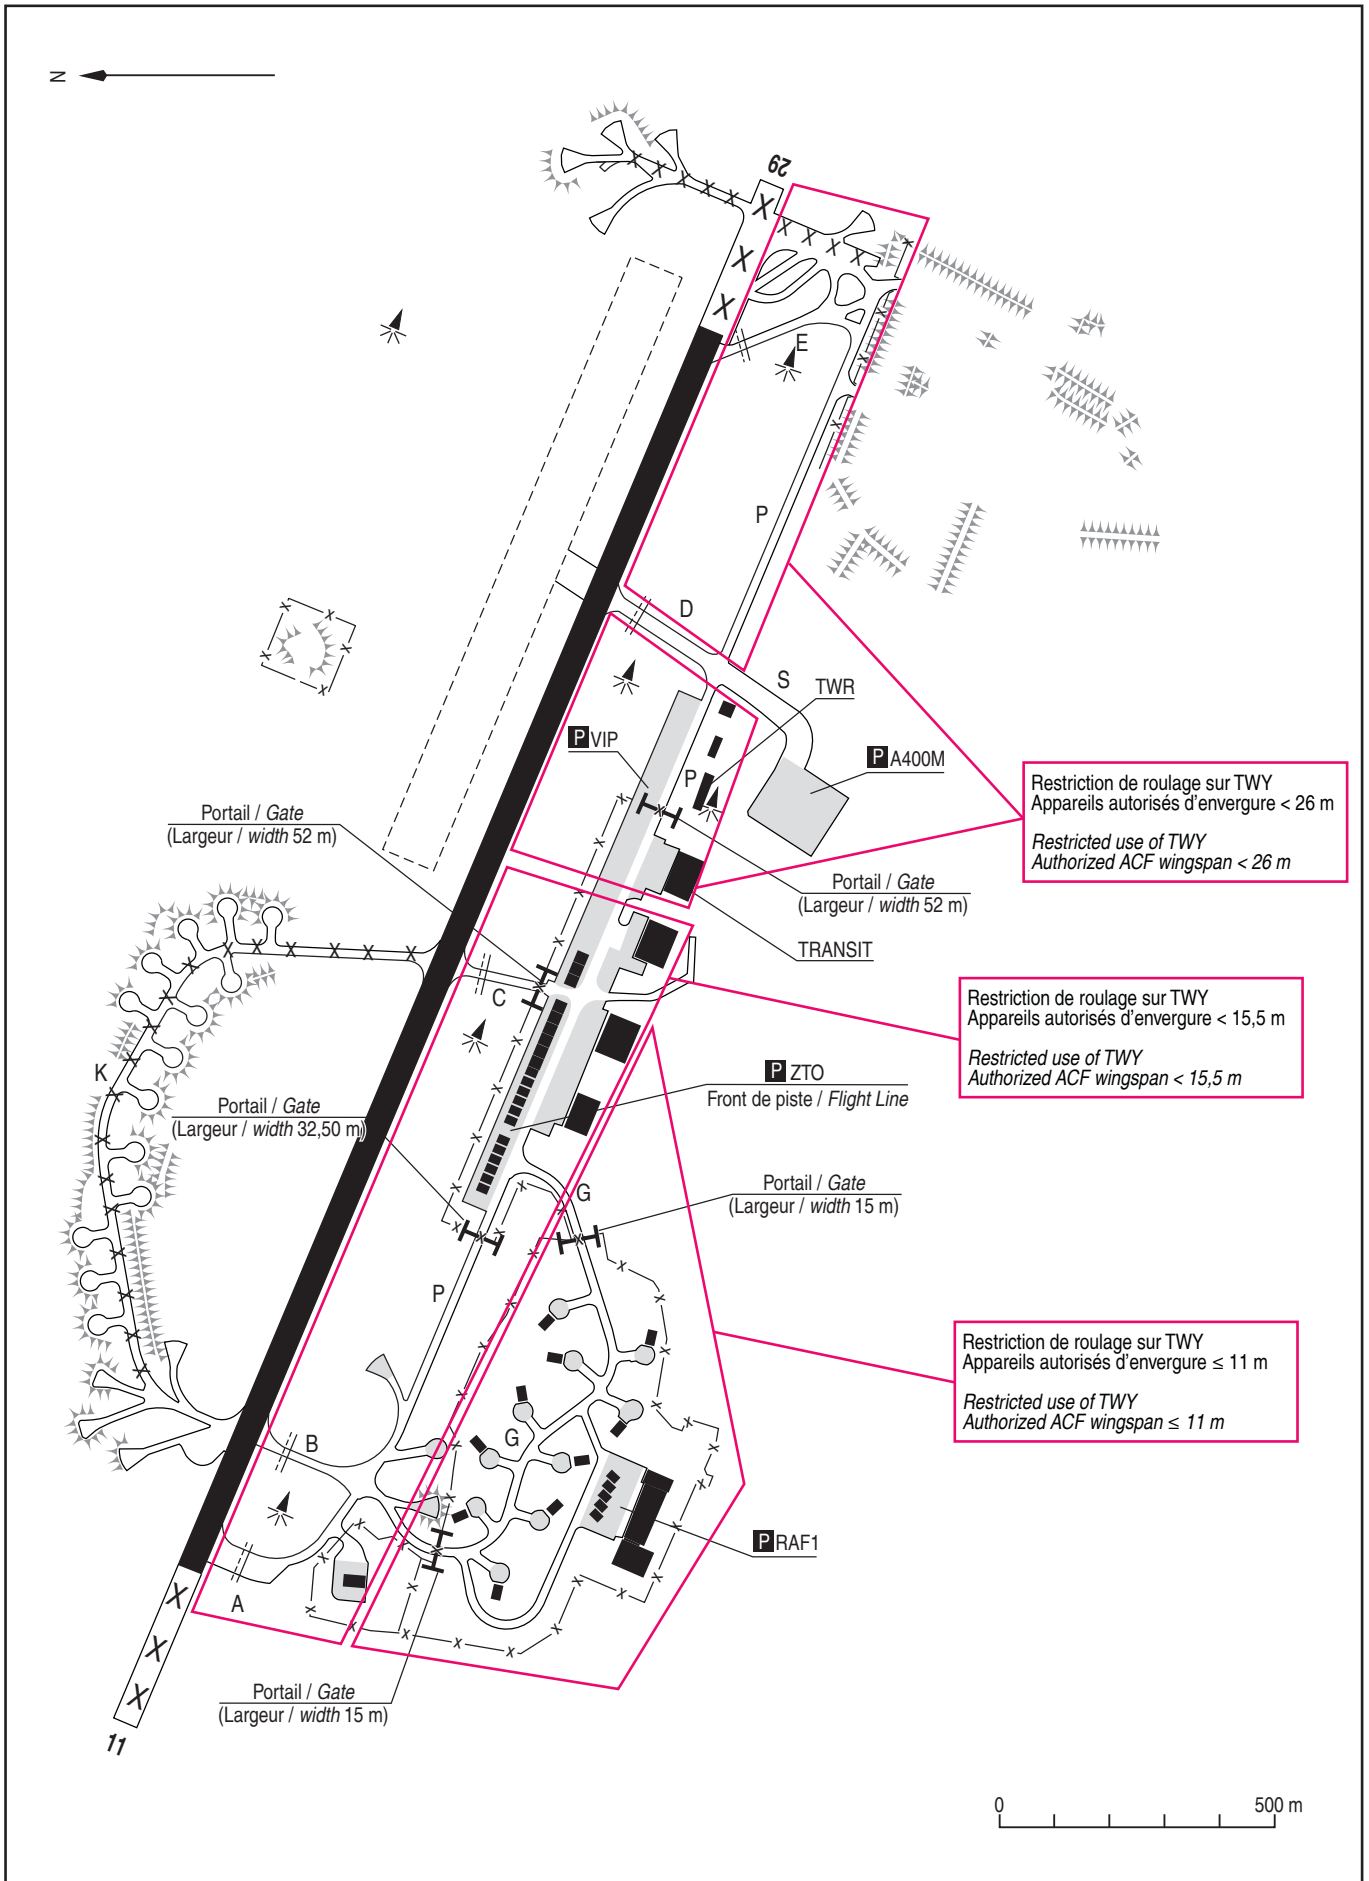 N
29
E
P
D
S
TWR
P VIP
P
P A400M
Restriction de roulage sur TWY
Appareils autorisés d'envergure < 26 m
Restricted use of TWY
Authorized ACF wingspan < 26 m
Portail / Gate
(Largeur / width 52 m)
Portail / Gate
(Largeur / width 52 m)
TRANSIT
C
Restriction de roulage sur TWY
Appareils autorisés d'envergure < 15,5 m
Restricted use of TWY
Authorized ACF wingspan < 15,5 m
K
P ZTO
Front de piste / Flight Line
Portail / Gate
(Largeur / width 32,50 m)
G
Portail / Gate
(Largeur / width 15 m)
P
Restriction de roulage sur TWY
Appareils autorisés d'envergure ≤ 11 m
Restricted use of TWY
Authorized ACF wingspan ≤ 11 m
B
G
P RAF1
A
Portail / Gate
(Largeur / width 15 m)
11
0 500 m